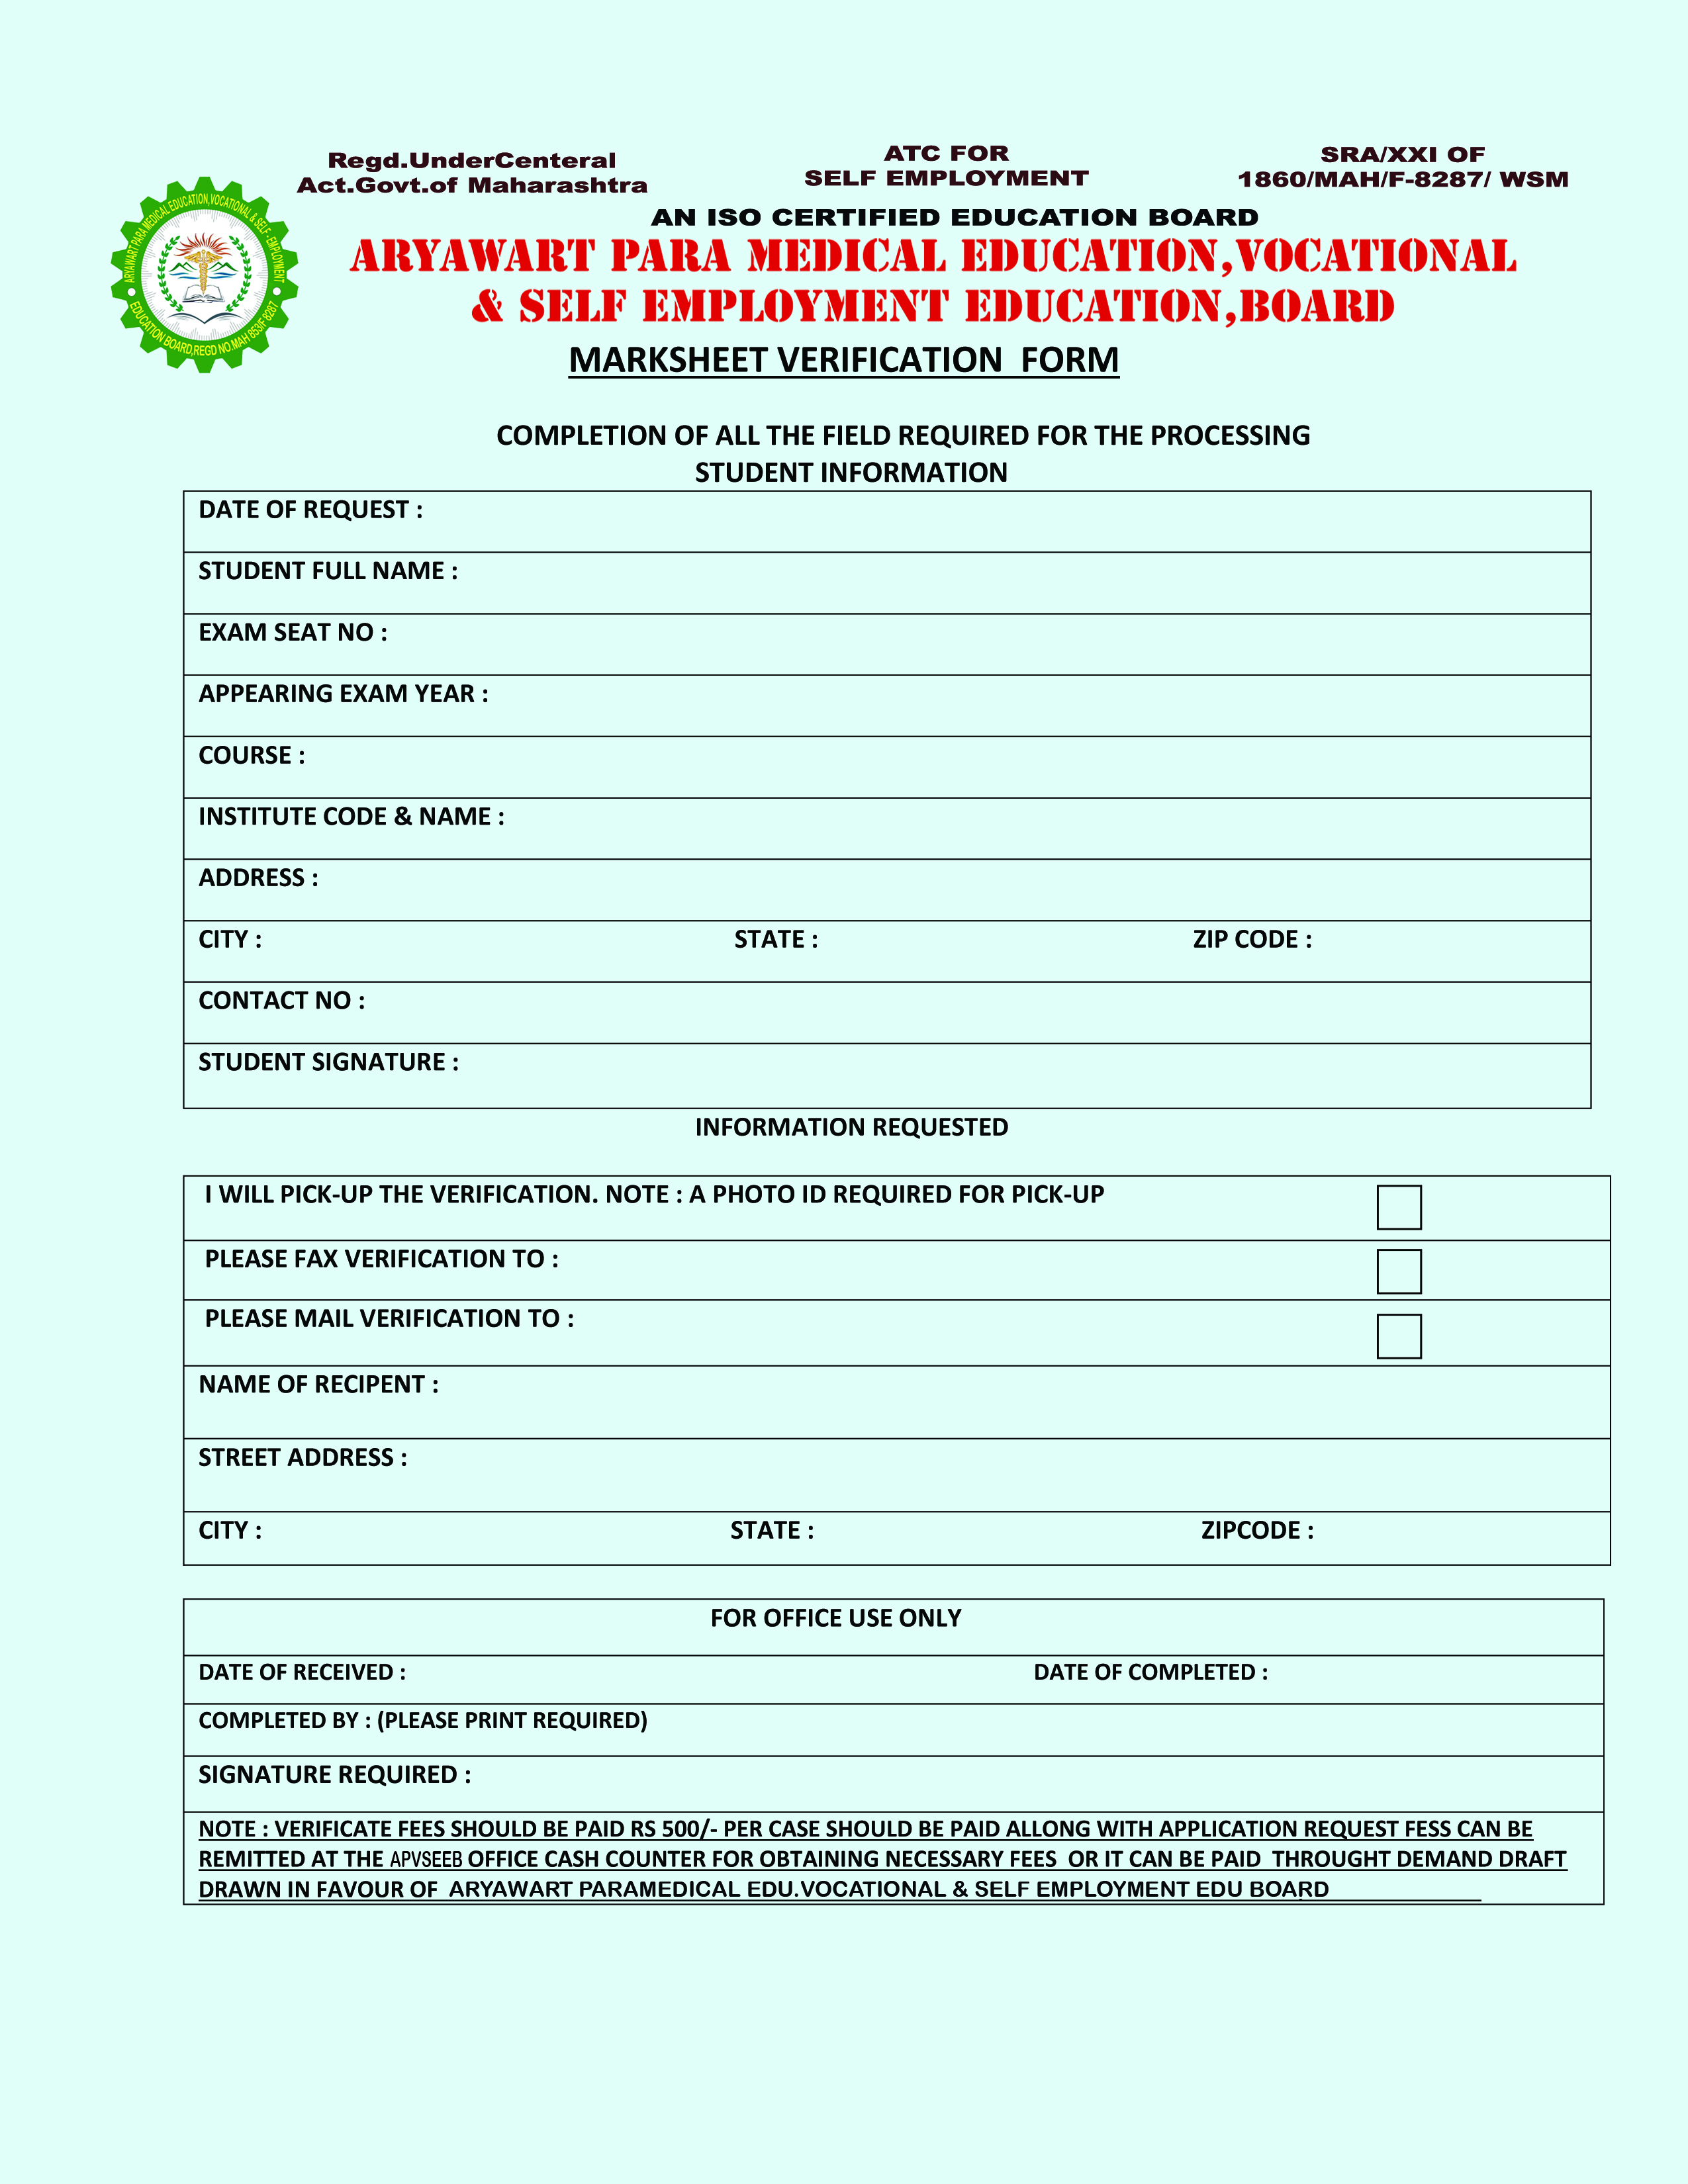 Regd.UnderCenteral
Act.Govt.of Maharashtra
ATC FOR
SELF EMPLOYMENT
SRA/XXI OF
1860/MAH/F-8287/ WSM
AN ISO CERTIFIED EDUCATION BOARD
ARYAWART PARA MEDICAL EDUCATION,VOCATIONAL
& SELF EMPLOYMENT EDUCATION,BOARD
ARYAWART PARA MEDICAL EDUCATION,VOCATIONAL & SELF - EMPLOYMENT
EDUCATION BOARD,REGD NO.MAH 853/F 8287
MARKSHEET VERIFICATION  FORM
COMPLETION OF ALL THE FIELD REQUIRED FOR THE PROCESSING
STUDENT INFORMATION
DATE OF REQUEST :
STUDENT FULL NAME :
EXAM SEAT NO :
APPEARING EXAM YEAR :
COURSE :
INSTITUTE CODE & NAME :
ADDRESS :
CITY : STATE : ZIP CODE :
CONTACT NO :
STUDENT SIGNATURE :
INFORMATION REQUESTED
I WILL PICK-UP THE VERIFICATION. NOTE : A PHOTO ID REQUIRED FOR PICK-UP
PLEASE FAX VERIFICATION TO :
PLEASE MAIL VERIFICATION TO :
NAME OF RECIPENT :
STREET ADDRESS :
CITY : STATE : ZIPCODE :
FOR OFFICE USE ONLY
DATE OF RECEIVED : DATE OF COMPLETED :
COMPLETED BY : (PLEASE PRINT REQUIRED)
SIGNATURE REQUIRED :
NOTE : VERIFICATE FEES SHOULD BE PAID RS 500/- PER CASE SHOULD BE PAID ALLONG WITH APPLICATION REQUEST FESS CAN BE
REMITTED AT THE APVSEEB OFFICE CASH COUNTER FOR OBTAINING NECESSARY FEES  OR IT CAN BE PAID  THROUGHT DEMAND DRAFT
DRAWN IN FAVOUR OF  ARYAWART PARAMEDICAL EDU.VOCATIONAL & SELF EMPLOYMENT EDU BOARD